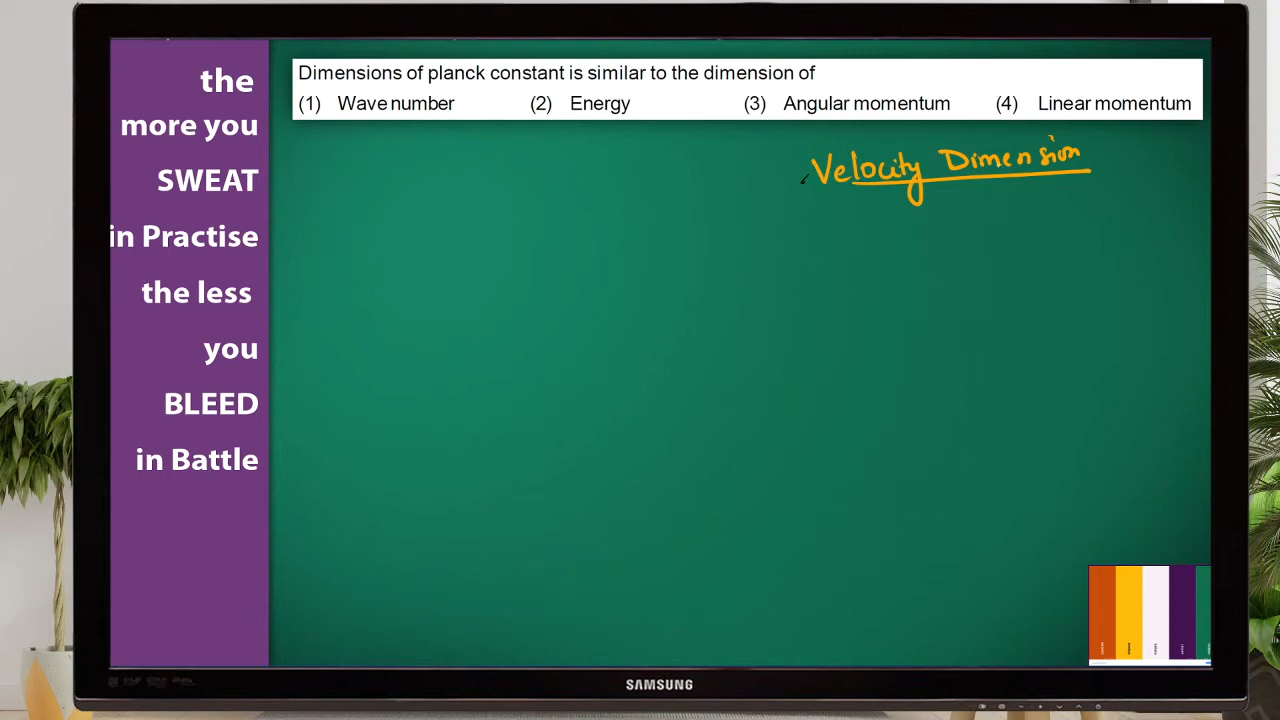 the
more you
SWEAT
in Practise
the less
you
BLEED
in Battle
Dimensions of planck constant is similar to the dimension of
(1) Wave number (2) Energy (3) Angular momentum (4) Linear momentum
Velocity Dimension
SAMSUNG